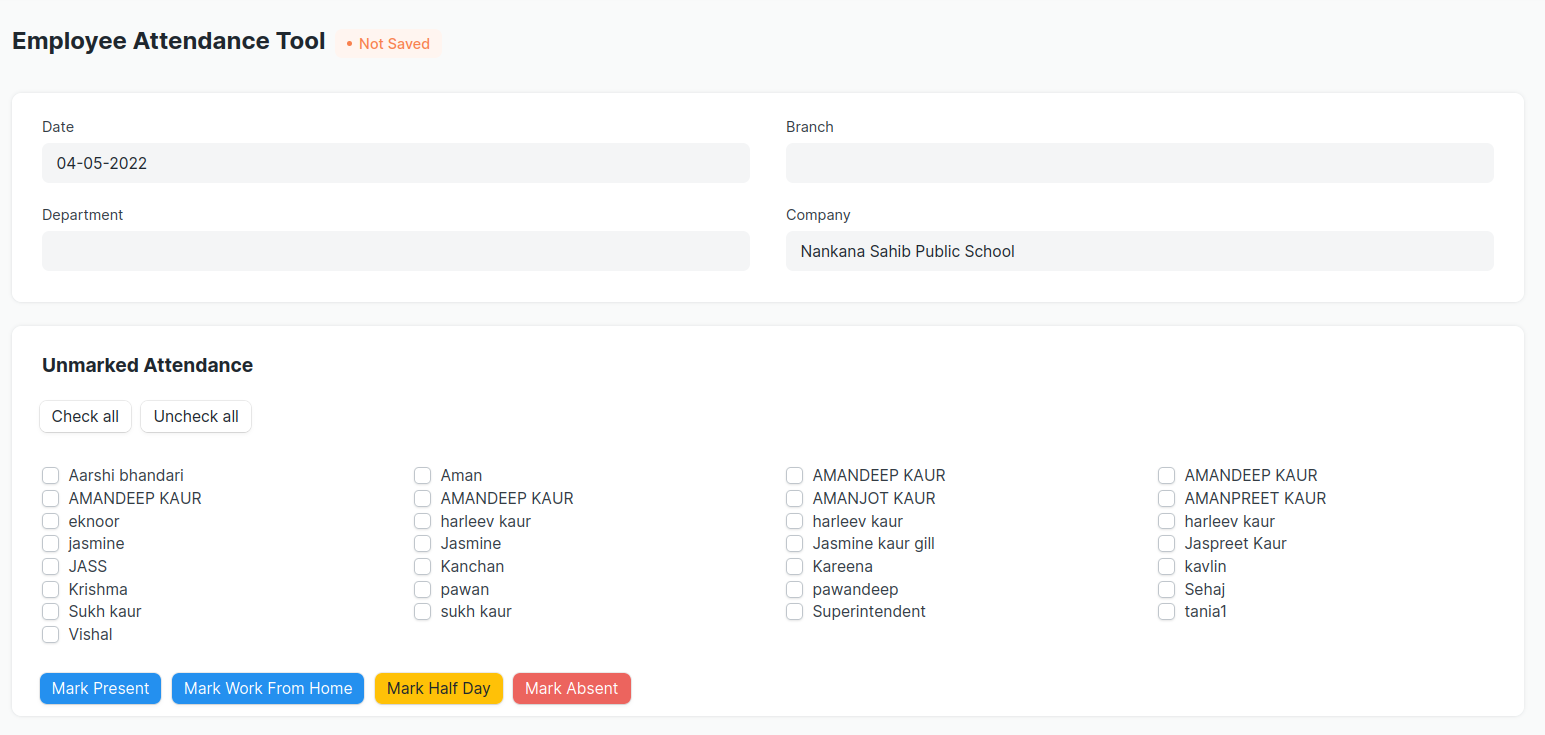 Employee Attendance Tool • Not Saved
Date Branch
04-05-2022
Department Company
Nankana Sahib Public School
Unmarked Attendance
Check all Uncheck all
Aarshi bhandari Aman AMANDEEP KAUR AMANDEEP KAUR
AMANDEEP KAUR AMANDEEP KAUR AMANJOT KAUR AMANPREET KAUR
eknoor harleev kaur harleev kaur harleev kaur
jasmine Jasmine Jasmine kaur gill Jaspreet Kaur
JASS Kanchan Kareena kavlin
Krishma pawan pawandeep Sehaj
Sukh kaur sukh kaur Superintendent tania1
Vishal
Mark Present Mark Work From Home Mark Half Day Mark Absent